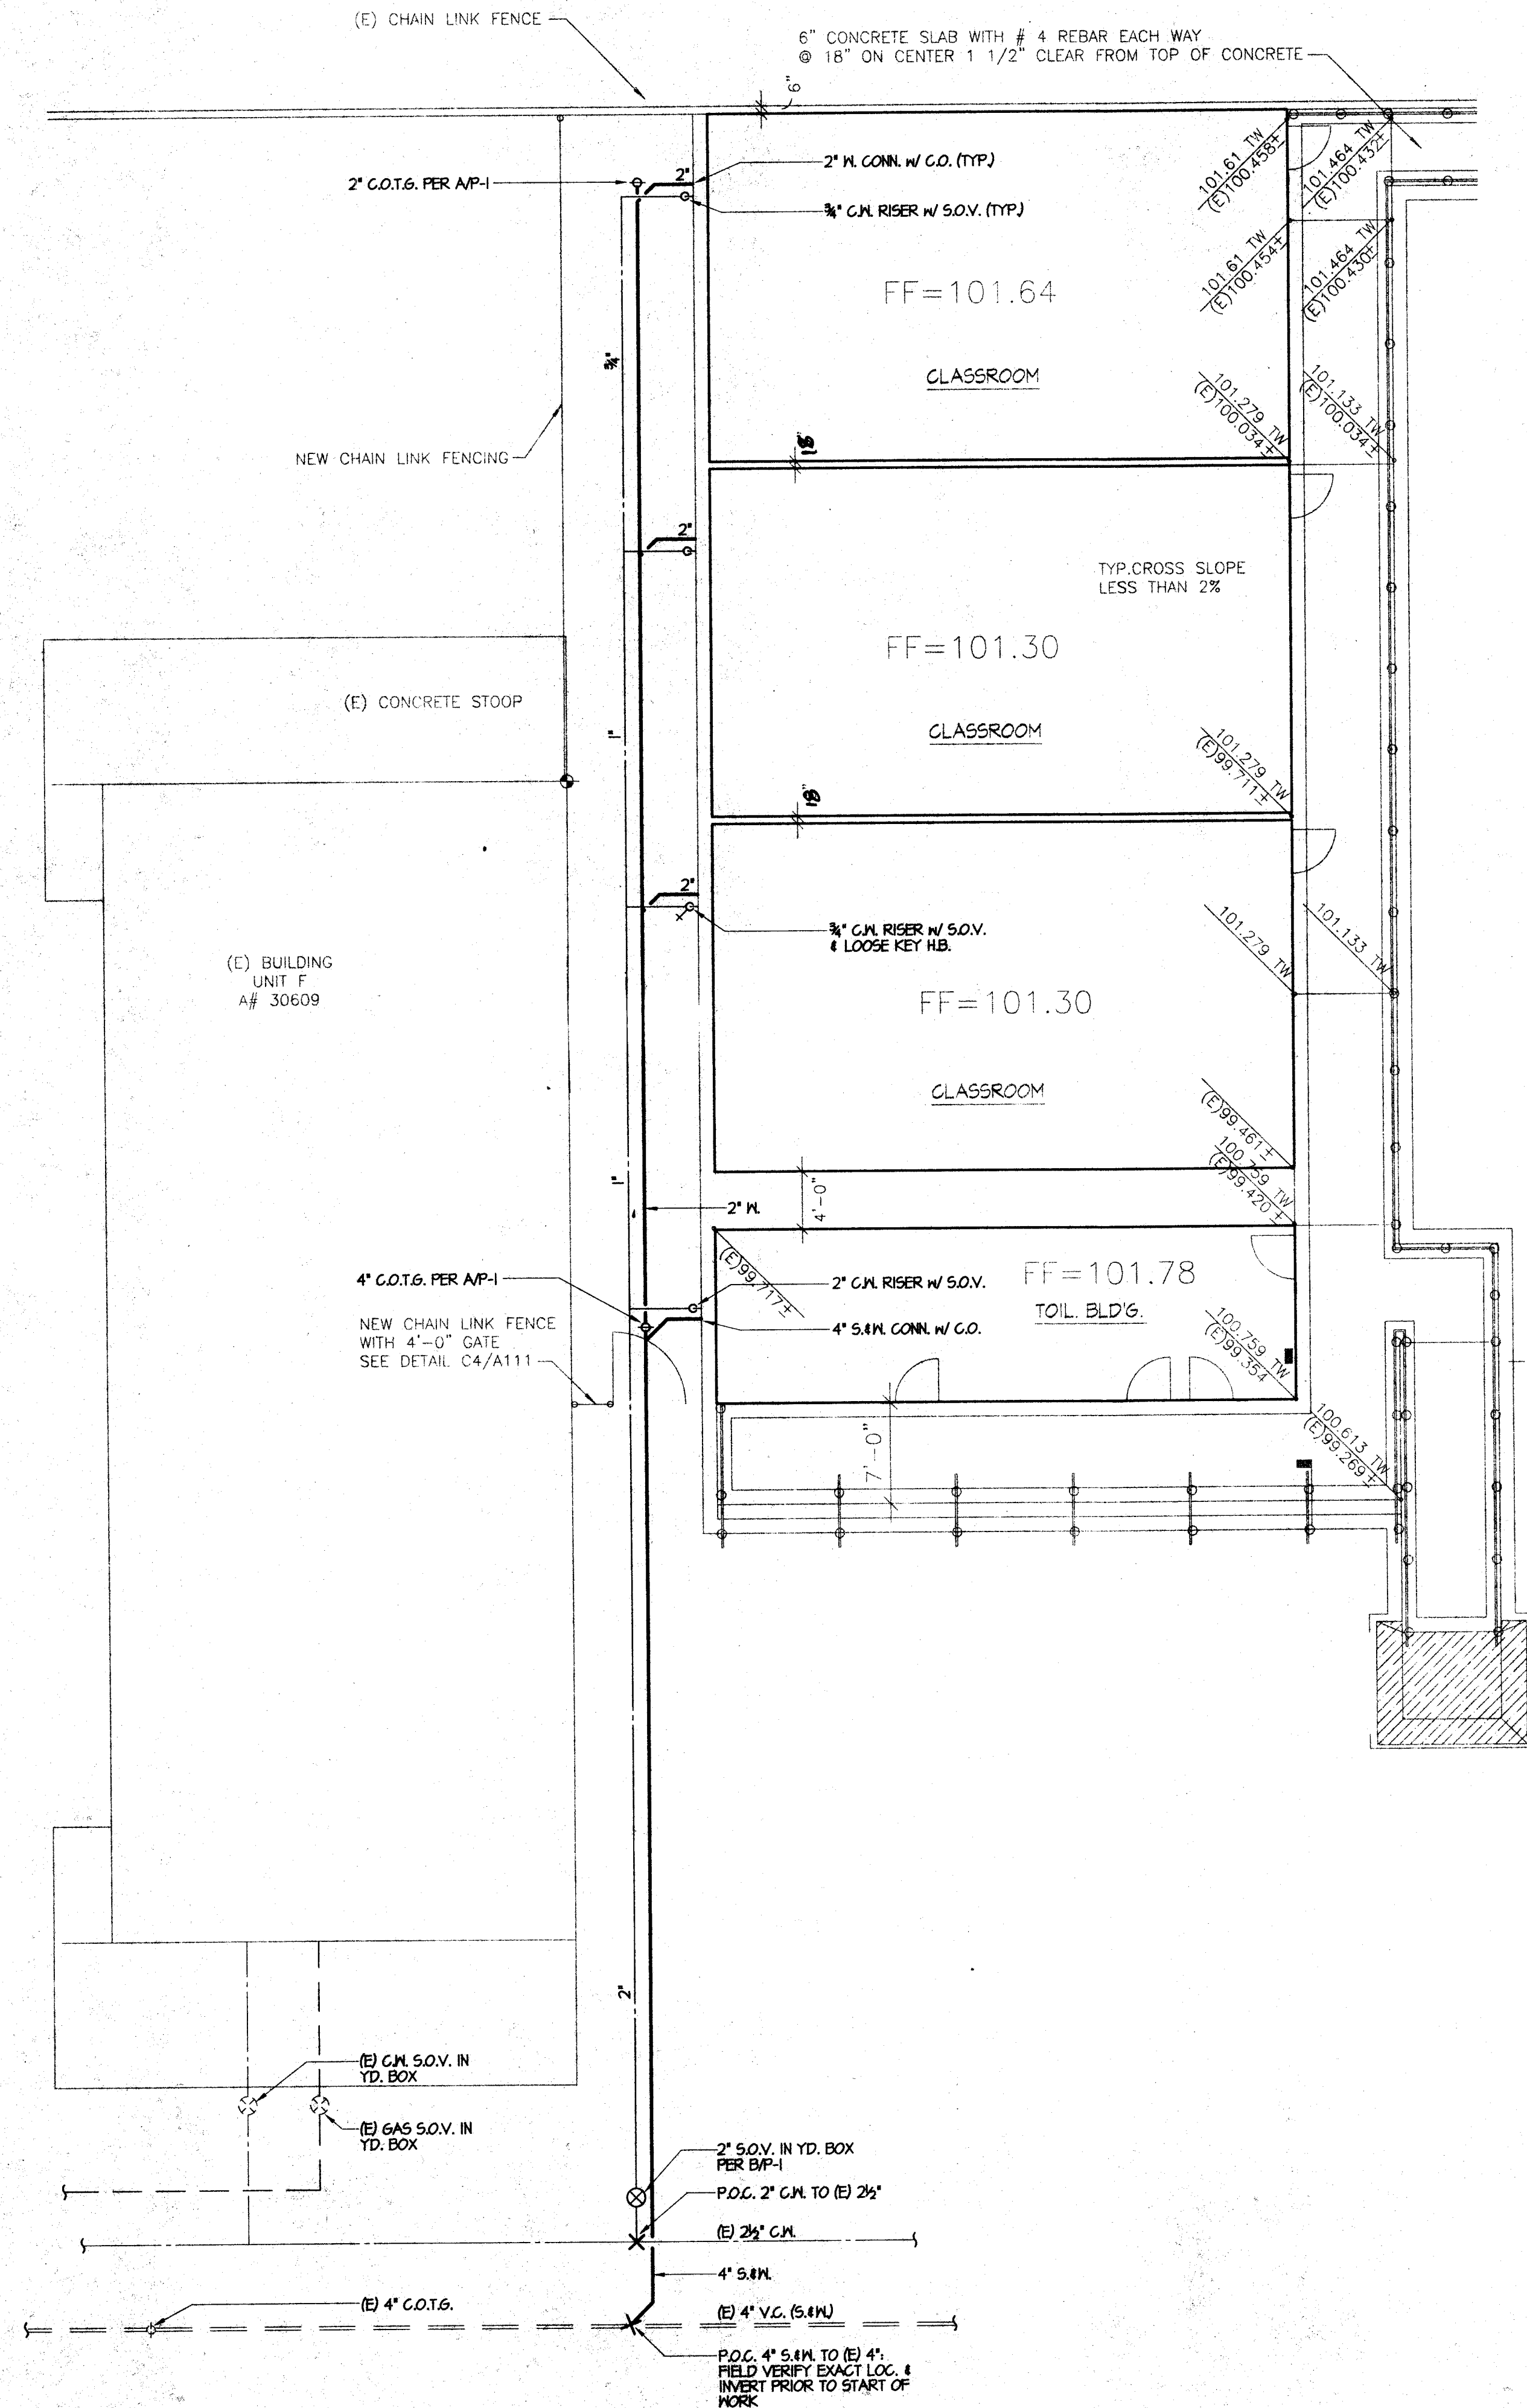 (E) CHAIN LINK FENCE
6" CONCRETE SLAB WITH # 4 REBAR EACH WAY
@ 18" ON CENTER 1 1/2" CLEAR FROM TOP OF CONCRETE
6"
2" C.O.T.G. PER A/P-1
2"
2" W. CONN. W/ C.O. (TYP.)
3/4" C.W. RISER W/ S.O.V. (TYP.)
101.61 TW
(E)100.458±
101.464 TW
(E)100.432±
101.61 TW
(E)100.454±
101.464 TW
(E)100.430±
FF=101.64
CLASSROOM
3/4"
101.279 TW
(E)100.034±
101.133 TW
(E)100.034±
NEW CHAIN LINK FENCING
18"
2"
TYP.CROSS SLOPE
LESS THAN 2%
FF=101.30
CLASSROOM
(E) CONCRETE STOOP
1"
101.279 TW
(E)99.711±
18"
2"
3/4" C.W. RISER W/ S.O.V.
& LOOSE KEY H.B.
101.279 TW
101.133 TW
(E) BUILDING
UNIT F
A# 30609
FF=101.30
CLASSROOM
(E)99.461±
100.759 TW
(E)99.420±
1"
2" W.
4'-0"
(E)99.717±
4" C.O.T.G. PER A/P-1
2" C.W. RISER W/ S.O.V.
FF=101.78
TOIL. BLD'G.
4" S.&W. CONN. W/ C.O.
NEW CHAIN LINK FENCE
WITH 4'-0" GATE
SEE DETAIL C4/A111
100.759 TW
(E)99.354
7'-0"
100.613 TW
(E)99.269±
2"
(E) C.W. S.O.V. IN
YD. BOX
(E) GAS S.O.V. IN
YD. BOX
2" S.O.V. IN YD. BOX
PER B/P-1
P.O.C. 2" C.W. TO (E) 2½"
(E) 2½" C.W.
4" S.&W.
(E) 4" C.O.T.G.
(E) 4" V.C. (S.&W.)
P.O.C. 4" S.&W. TO (E) 4";
FIELD VERIFY EXACT LOC. &
INVERT PRIOR TO START OF
WORK